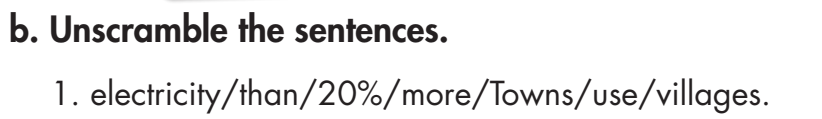 b. Unscramble the sentences.
1. electricity/than/20%/more/Towns/use/villages.